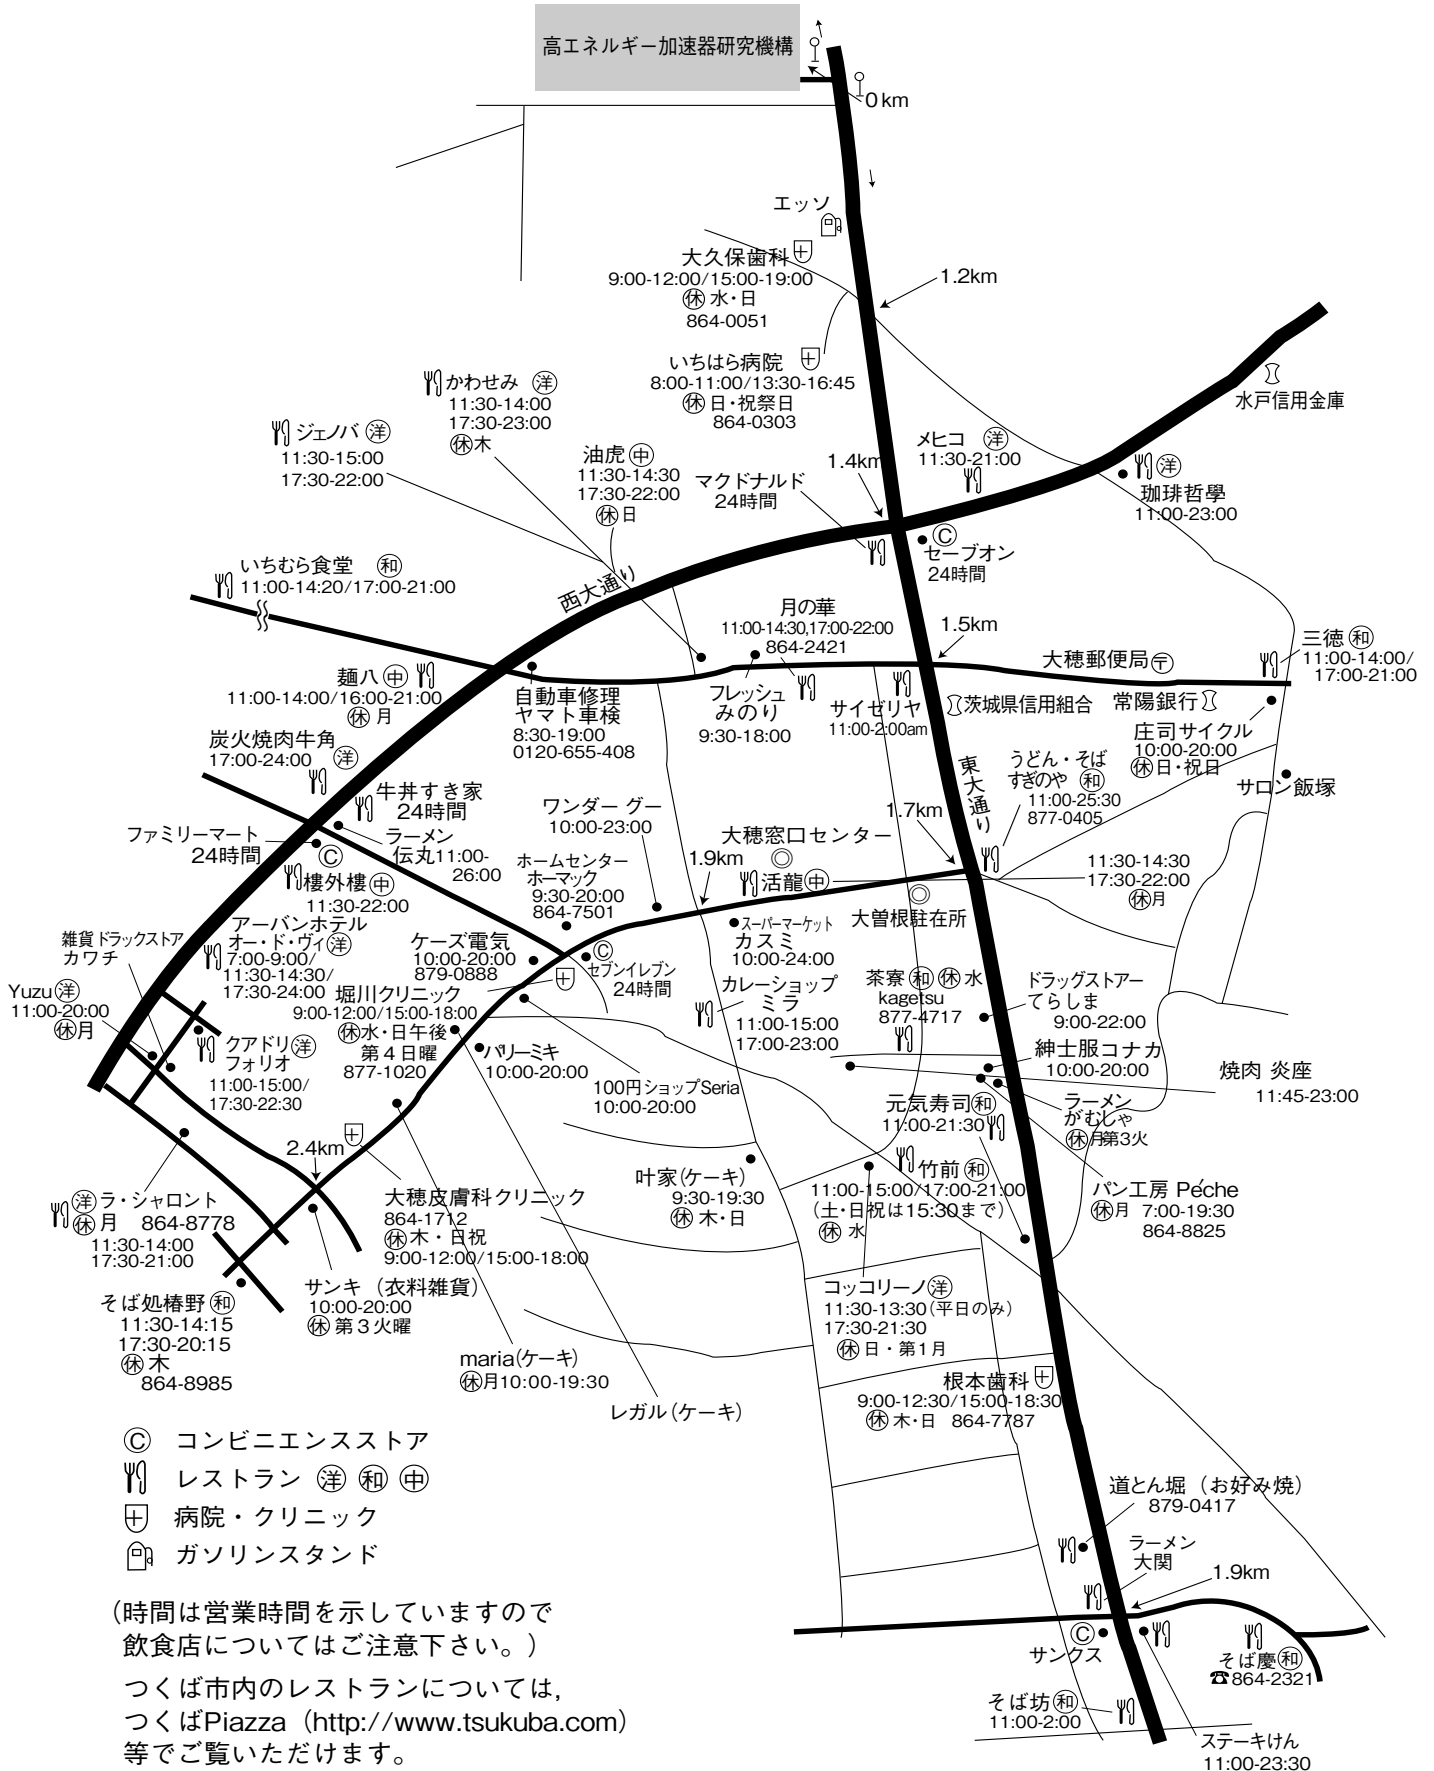 高エネルギー加速器研究機構
0km
エッソ
大久保歯科
9:00-12:00/15:00-19:00
休 水・日
864-0051
1.2km
いちはら病院
8:00-11:00/13:30-16:45
休 日・祝祭日
864-0303
水戸信用金庫
かわせみ 洋
11:30-14:00
17:30-23:00
休木
ジェノバ 洋
11:30-15:00
17:30-22:00
油虎 中
11:30-14:30
17:30-22:00
休日
マクドナルド
24時間
1.4km
メヒコ 洋
11:30-21:00
洋
珈琲哲學
11:00-23:00
C
セーブオン
24時間
いちむら食堂 和
11:00-14:20/17:00-21:00
西大通り
月の華
11:00-14:30,17:00-22:00
864-2421
1.5km
大穂郵便局〒
三徳 和
11:00-14:00/
17:00-21:00
麺八 中
11:00-14:00/16:00-21:00
休 月
自動車修理
ヤマト車検
8:30-19:00
0120-655-408
フレッシュ
みのり
9:30-18:00
サイゼリヤ
11:00-2:00am
茨城県信用組合
常陽銀行
庄司サイクル
10:00-20:00
休日・祝日
サロン飯塚
炭火焼肉牛角
17:00-24:00 洋
牛丼すき家
24時間
ラーメン
伝丸11:00-
26:00
ファミリーマート
24時間
C
樓外樓 中
11:30-22:00
ワンダー グー
10:00-23:00
ホームセンター
ホーマック
9:30-20:00
864-7501
1.9km
大穂窓口センター
◎
活龍 中
1.7km
東大通り
うどん・そば
すぎのや 和
11:00-25:30
877-0405
11:30-14:30
17:30-22:00
休月
◎
大曽根駐在所
スーパーマーケット
カスミ
10:00-24:00
アーバンホテル
オー・ド・ヴィ 洋
7:00-9:00/
11:30-14:30/
17:30-24:00
雑貨 ドラックストア
カワチ
Yuzu 洋
11:00-20:00
休月
ケーズ電気
10:00-20:00
879-0888
C
セブンイレブン
24時間
堀川クリニック
9:00-12:00/15:00-18:00
休水・日午後
第4日曜
877-1020
カレーショップ
ミラ
11:00-15:00
17:00-23:00
茶寮 和 休 水
kagetsu
877-4717
ドラッグストアー
てらしま
9:00-22:00
紳士服コナカ
10:00-20:00
焼肉 炎座
11:45-23:00
クアドリ 洋
フォリオ
11:00-15:00/
17:30-22:30
パリーミキ
10:00-20:00
100円ショップSeria
10:00-20:00
元気寿司 和
11:00-21:30
ラーメン
がむしゃ
休月第3火
2.4km
叶家(ケーキ)
9:30-19:30
休 木・日
竹前 和
11:00-15:00/17:00-21:00
(土・日祝は15:30まで)
休 水
パン工房 Péche
休月 7:00-19:30
864-8825
洋 ラ・シャロント
休 月 864-8778
11:30-14:00
17:30-21:00
大穂皮膚科クリニック
864-1712
休 木・日祝
9:00-12:00/15:00-18:00
サンキ (衣料雑貨)
10:00-20:00
休 第3火曜
そば処椿野 和
11:30-14:15
17:30-20:15
休 木
864-8985
コッコリーノ 洋
11:30-13:30(平日のみ)
17:30-21:30
休 日・第1月
maria(ケーキ)
休月10:00-19:30
レガル(ケーキ)
根本歯科
9:00-12:30/15:00-18:30
休 木・日 864-7787
道とん堀 (お好み焼)
879-0417
ラーメン
大関
1.9km
C
サンクス
そば慶 和
☎864-2321
そば坊 和
11:00-2:00
ステーキけん
11:00-23:30
C コンビニエンスストア
レストラン 洋 和 中
病院・クリニック
ガソリンスタンド
(時間は営業時間を示していますので
飲食店についてはご注意下さい。)
つくば市内のレストランについては,
つくばPiazza (http://www.tsukuba.com)
等でご覧いただけます。